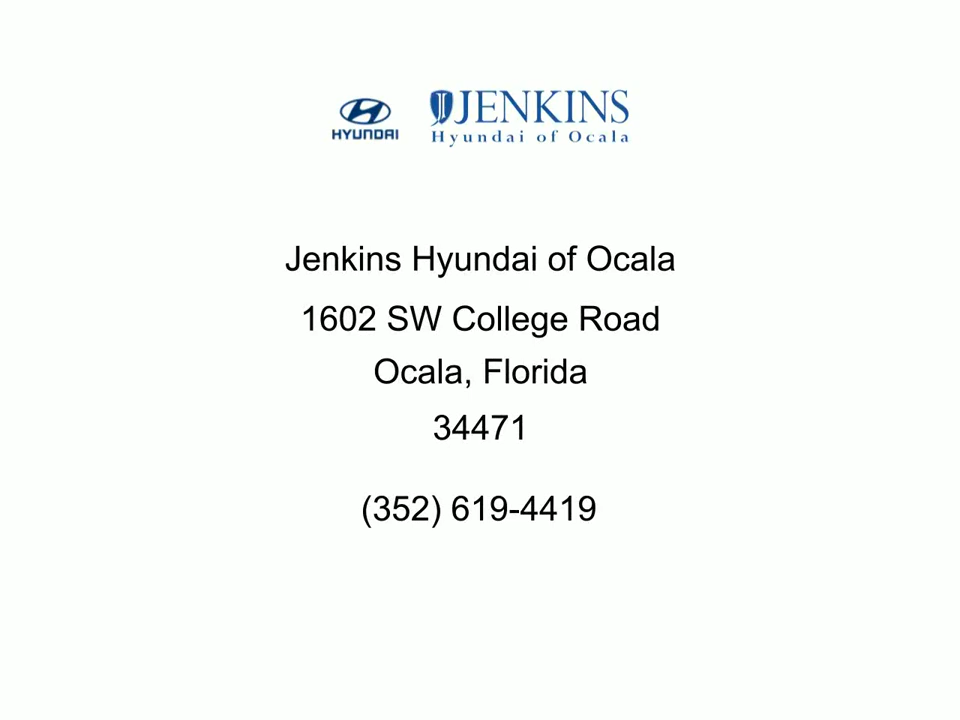 HYUNDAI
JENKINS
Hyundai of Ocala
Jenkins Hyundai of Ocala
1602 SW College Road
Ocala, Florida
34471
(352) 619-4419